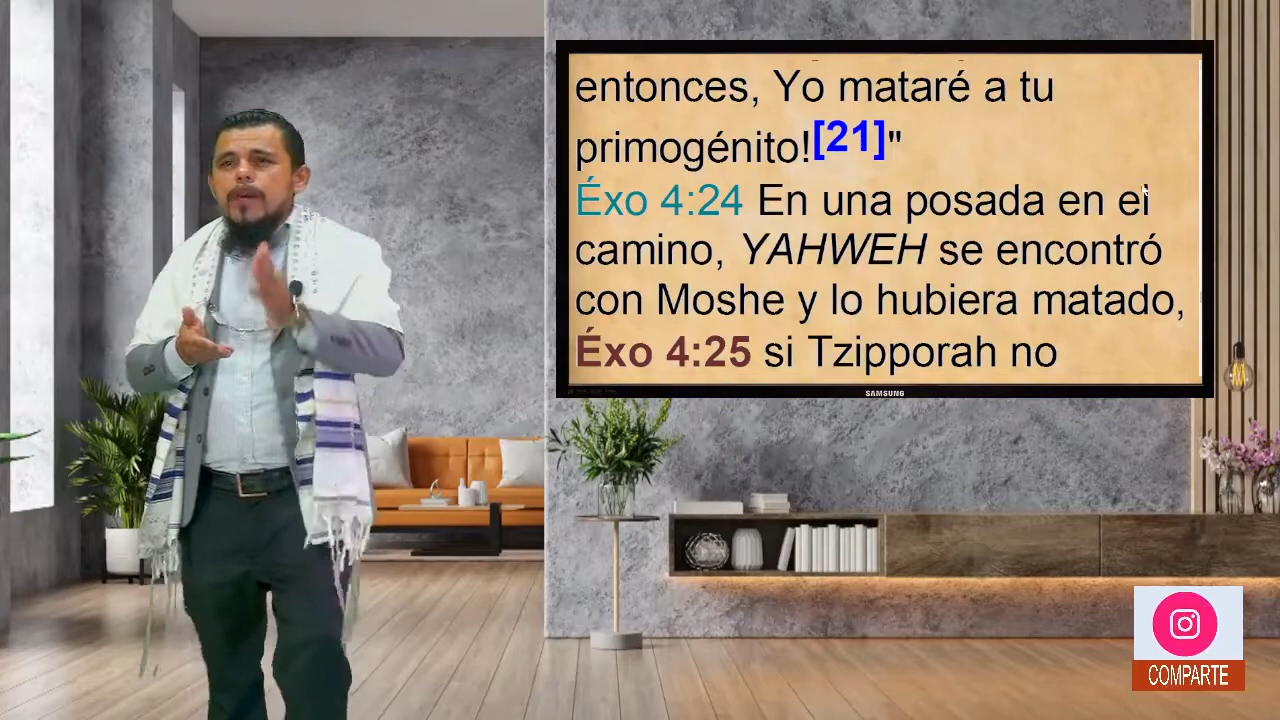 entonces, Yo mataré a tu
primogénito![21]"
Éxo 4:24 En una posada en el
camino, YAHWEH se encontró
con Moshe y lo hubiera matado,
Éxo 4:25 si Tzipporah no
SAMSUNG
COMPARTE